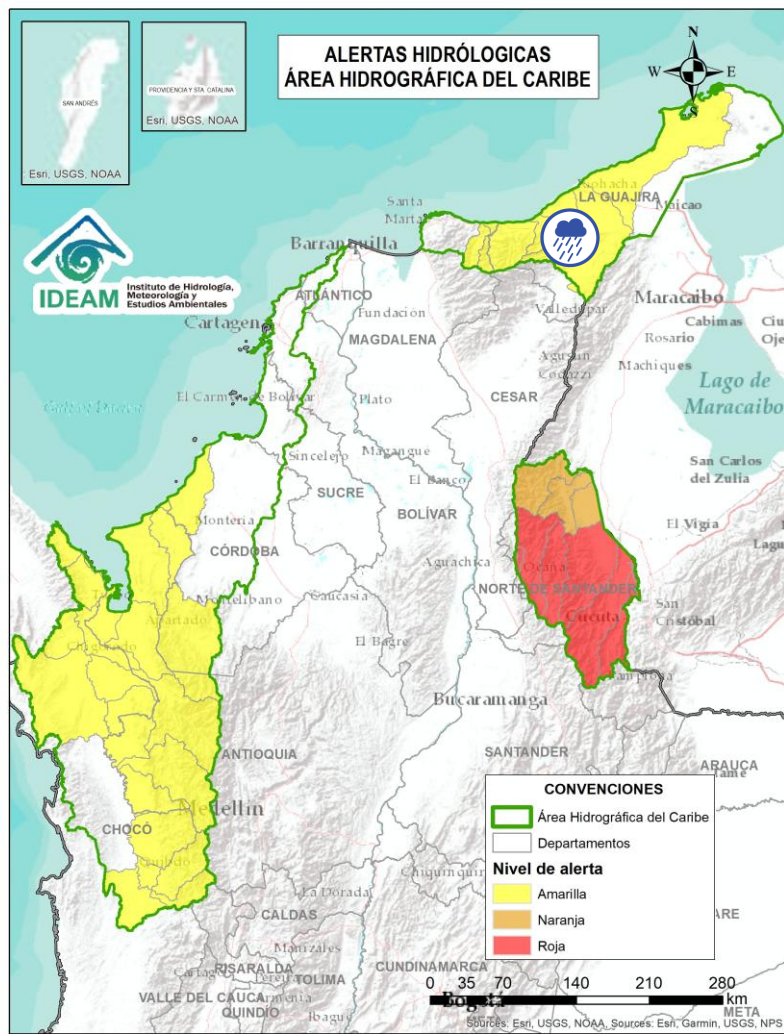 ALERTAS HIDRÓLOGICAS
ÁREA HIDROGRÁFICA DEL CARIBE
N
W E
S
SAN ANDRÉS
Esri, USGS, NOAA
PROVIDENCIA Y STA. CATALINA
Esri, USGS, NOAA
IDEAM
Instituto de Hidrología,
Meteorología y
Estudios Ambientales
Santa
Marta
LA GUAJIRA
Maicao
Barranquilla
ATLÁNTICO
Fundación
Valledupar
Maracaibo
Cabimas
Rosario
Machiques
MAGDALENA
Agustín
Codazzi
CESAR
Lago de
Maracaibo
El Carmen de Bolívar
Plato
Sincelejo
Magangue
El Banco
San Carlos
del Zulia
SUCRE
BOLÍVAR
Montería
CÓRDOBA
El Vigía
Ocaña
Aguachica
NORTE DE SANTANDER
Montelíbano
Caucasia
Cúcuta
San
Cristóbal
Apartado
El Bagre
Bucaramanga
ANTIOQUIA
SANTANDER
ARAUCA
Medellín
CHOCÓ
Quibdó
La Dorada
CALDAS
Manizales
RISARALDA
TOLIMA
CUNDINAMARCA
VALLE DEL CAUCA
QUINDÍO
Armenia
Ibagué
Bogotá
META
CONVENCIONES
Área Hidrográfica del Caribe
Departamentos
Nivel de alerta
Amarilla
Naranja
Roja
0 35 70 140 210 280
km
Sources: Esri, USGS, NOAA, Sources: Esri, Garmin, USGS, NPS